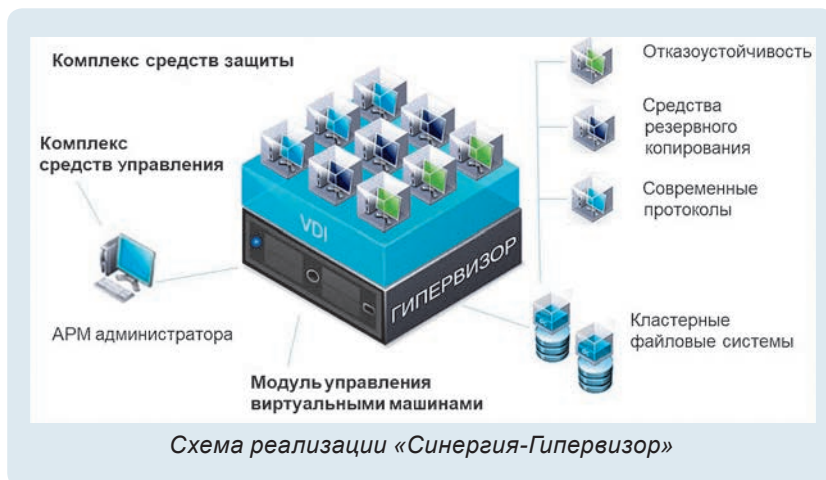 Комплекс средств защиты
Комплекс
средств управления
АРМ администратора
VDI
ГИПЕРВИЗОР
Модуль управления
виртуальными машинами
Отказоустойчивость
Средства
резервного
копирования
Современные
протоколы
Кластерные
файловые системы
Схема реализации «Синергия-Гипервизор»